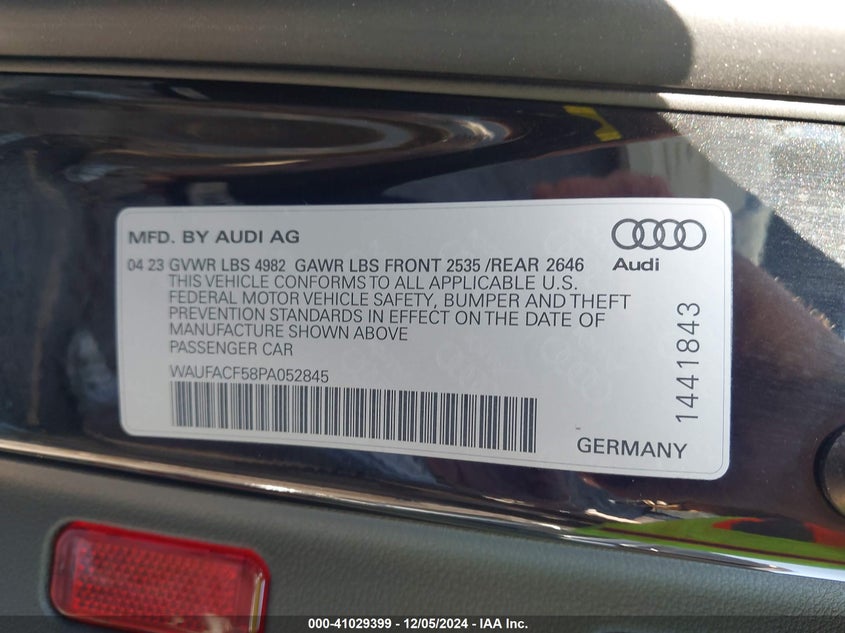 MFD. BY AUDI AG
Audi
04 23 GVWR LBS 4982 GAWR LBS FRONT 2535 /REAR 2646
THIS VEHICLE CONFORMS TO ALL APPLICABLE U.S.
FEDERAL MOTOR VEHICLE SAFETY, BUMPER AND THEFT
PREVENTION STANDARDS IN EFFECT ON THE DATE OF
MANUFACTURE SHOWN ABOVE
PASSENGER CAR
WAUFACF58PA052845
1441843
GERMANY
000-41029399 - 12/05/2024 - IAA Inc.